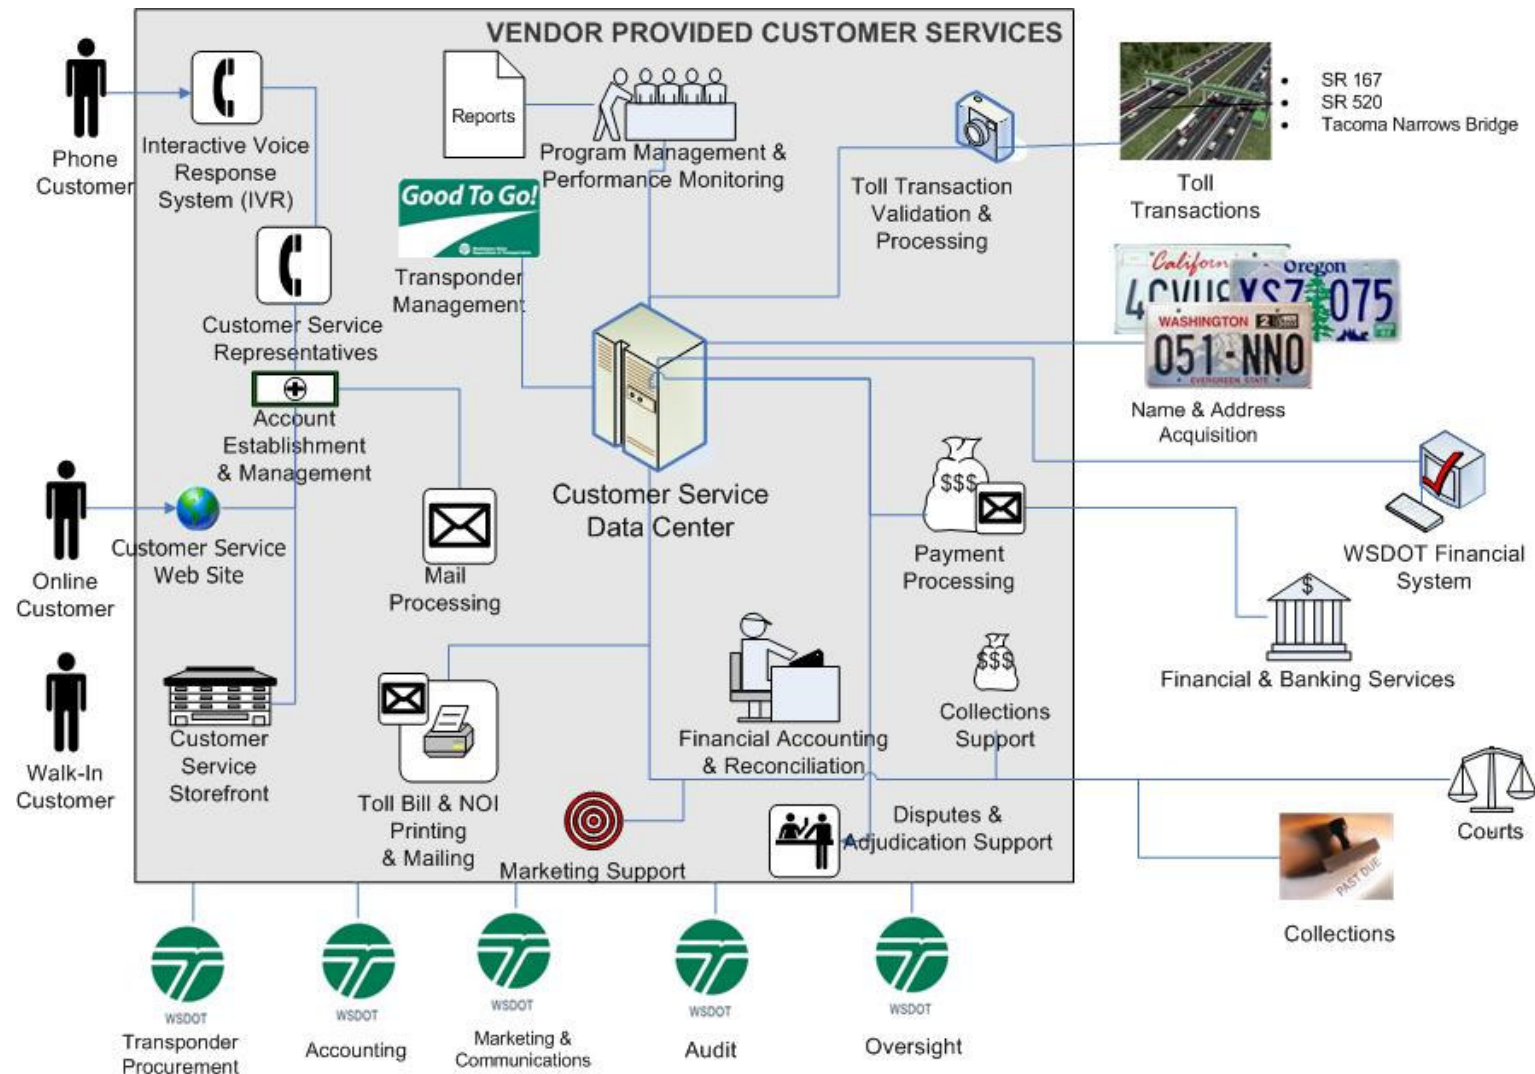 VENDOR PROVIDED CUSTOMER SERVICES
Phone
Customer
Interactive Voice
Response
System (IVR)
Reports
Program Management &
Performance Monitoring
Toll Transaction
Validation &
Processing
SR 167
SR 520
Tacoma Narrows Bridge
Toll
Transactions
Good To Go!
Transponder
Management
Customer Service
Representatives
California
Oregon
075
WASHINGTON
051 NNO
EVERGREEN STATE
Name & Address
Acquisition
Account
Establishment
& Management
Customer Service
Data Center
$$$
Payment
Processing
WSDOT Financial
System
Online
Customer
Customer Service
Web Site
Mail
Processing
$
Financial & Banking Services
Walk-In
Customer
Customer
Service
Storefront
Toll Bill & NOI
Printing
& Mailing
Financial Accounting
& Reconciliation
$$$
Collections
Support
Marketing Support
Disputes &
Adjudication Support
Courts
PAST DUE
Collections
WSDOT
Transponder
Procurement
WSDOT
Accounting
WSDOT
Marketing &
Communications
WSDOT
Audit
WSDOT
Oversight